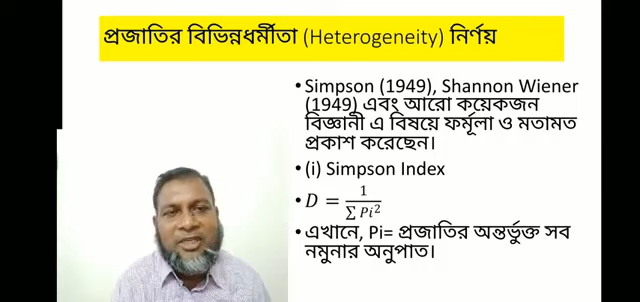 প্রজাতির বিভিন্নধর্মীতা (Heterogeneity) নির্ণয়
• Simpson (1949), Shannon Wiener
(1949) এবং আরো কয়েকজন
বিজ্ঞানী এ বিষয়ে ফর্মূলা ও মতামত
প্রকাশ করেছেন।
• (i) Simpson Index
• D = 1 / ∑ Pi²
• এখানে, Pi= প্রজাতির অন্তর্ভুক্ত সব
নমুনার অনুপাত।